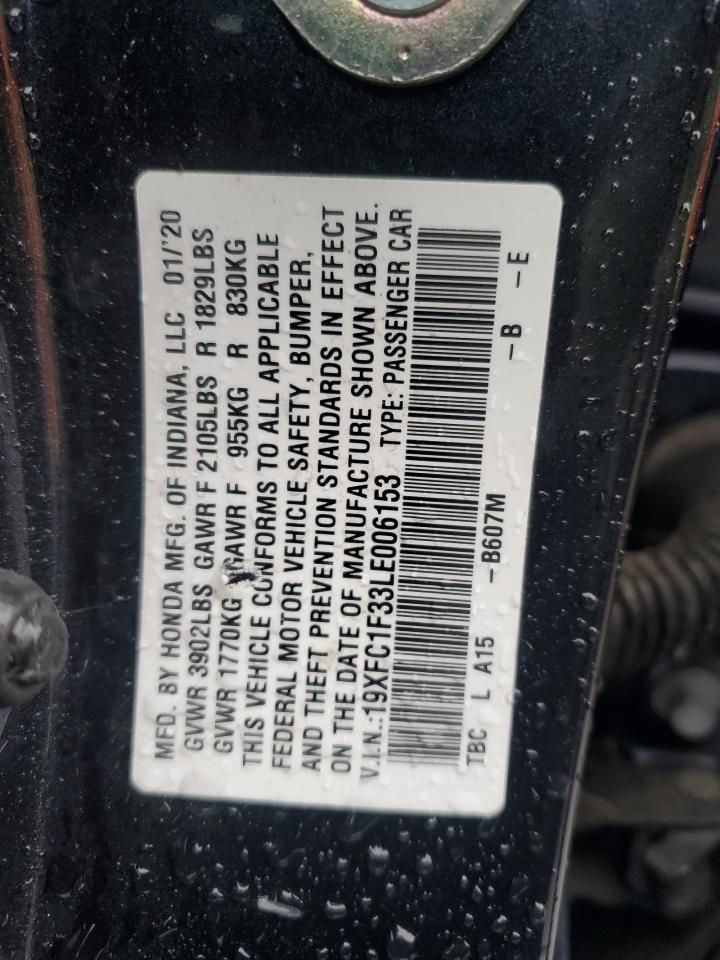 MFD. BY HONDA MFG. OF INDIANA, LLC 01/'20
GVWR 3902LBS GAWR F 2105LBS R 1829LBS
GVWR 1770KG GAWR F 955KG R 830KG
THIS VEHICLE CONFORMS TO ALL APPLICABLE
FEDERAL MOTOR VEHICLE SAFETY, BUMPER,
AND THEFT PREVENTION STANDARDS IN EFFECT
ON THE DATE OF MANUFACTURE SHOWN ABOVE.
V.I.N.:19XFC1F33LE006153 TYPE: PASSENGER CAR
TBC L A15 -B607M -B -E